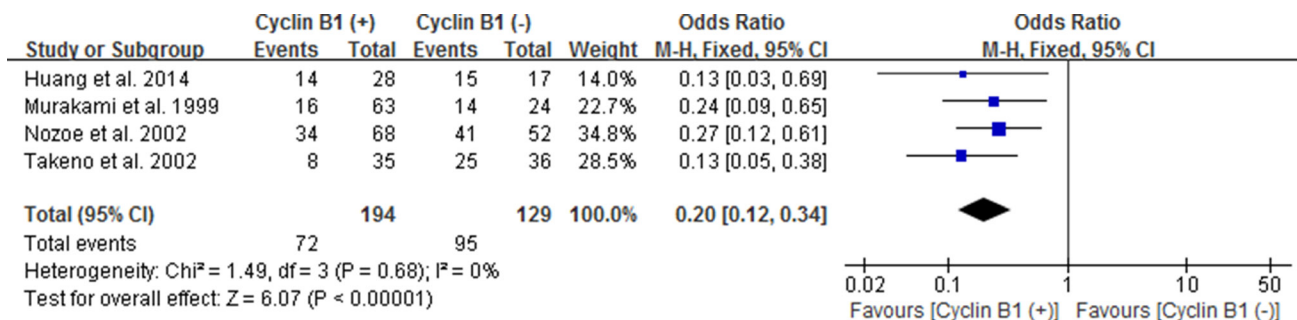 Cyclin B1 (+) Cyclin B1 (-) Odds Ratio Odds Ratio
Study or Subgroup Events Total Events Total Weight M-H, Fixed, 95% CI M-H, Fixed, 95% CI
Huang et al. 2014 14 28 15 17 14.0% 0.13 [0.03, 0.69]
Murakami et al. 1999 16 63 14 24 22.7% 0.24 [0.09, 0.65]
Nozoe et al. 2002 34 68 41 52 34.8% 0.27 [0.12, 0.61]
Takeno et al. 2002 8 35 25 36 28.5% 0.13 [0.05, 0.38]
Total (95% CI) 194 129 100.0% 0.20 [0.12, 0.34]
Total events 72 95
Heterogeneity: Chi² = 1.49, df = 3 (P = 0.68); I² = 0%
Test for overall effect: Z = 6.07 (P < 0.00001)
0.02 0.1 1 10 50
Favours [Cyclin B1 (+)] Favours [Cyclin B1 (-)]